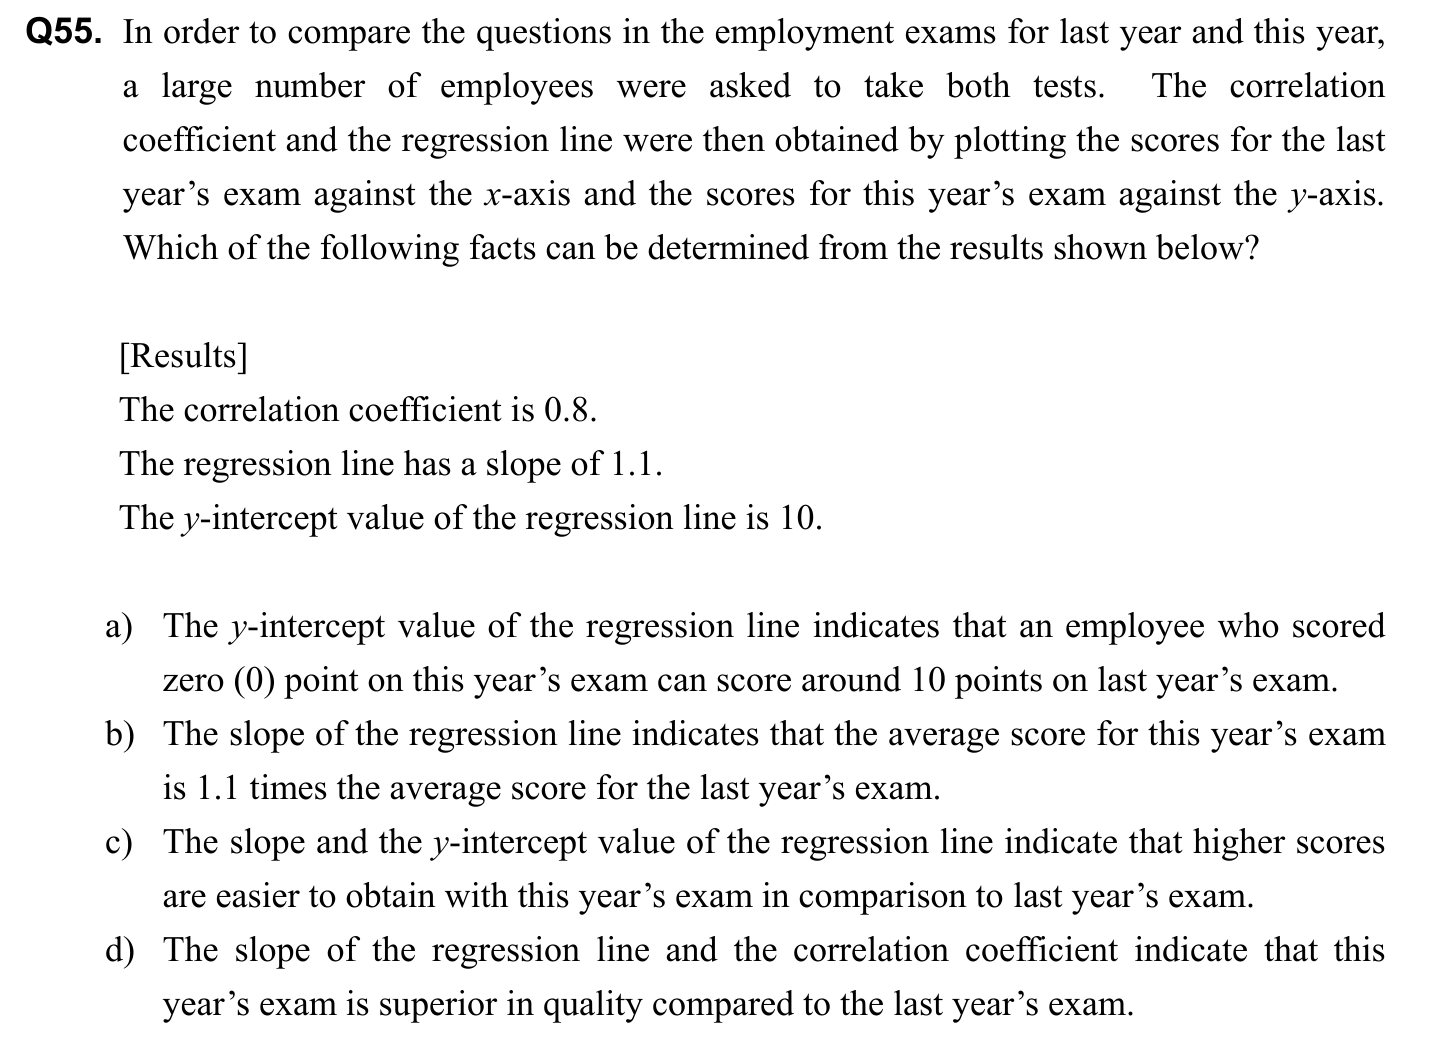 Q55. In order to compare the questions in the employment exams for last year and this year,
a large number of employees were asked to take both tests. The correlation
coefficient and the regression line were then obtained by plotting the scores for the last
year’s exam against the x-axis and the scores for this year’s exam against the y-axis.
Which of the following facts can be determined from the results shown below?
[Results]
The correlation coefficient is 0.8.
The regression line has a slope of 1.1.
The y-intercept value of the regression line is 10.
a) The y-intercept value of the regression line indicates that an employee who scored
zero (0) point on this year’s exam can score around 10 points on last year’s exam.
b) The slope of the regression line indicates that the average score for this year’s exam
is 1.1 times the average score for the last year’s exam.
c) The slope and the y-intercept value of the regression line indicate that higher scores
are easier to obtain with this year’s exam in comparison to last year’s exam.
d) The slope of the regression line and the correlation coefficient indicate that this
year’s exam is superior in quality compared to the last year’s exam.